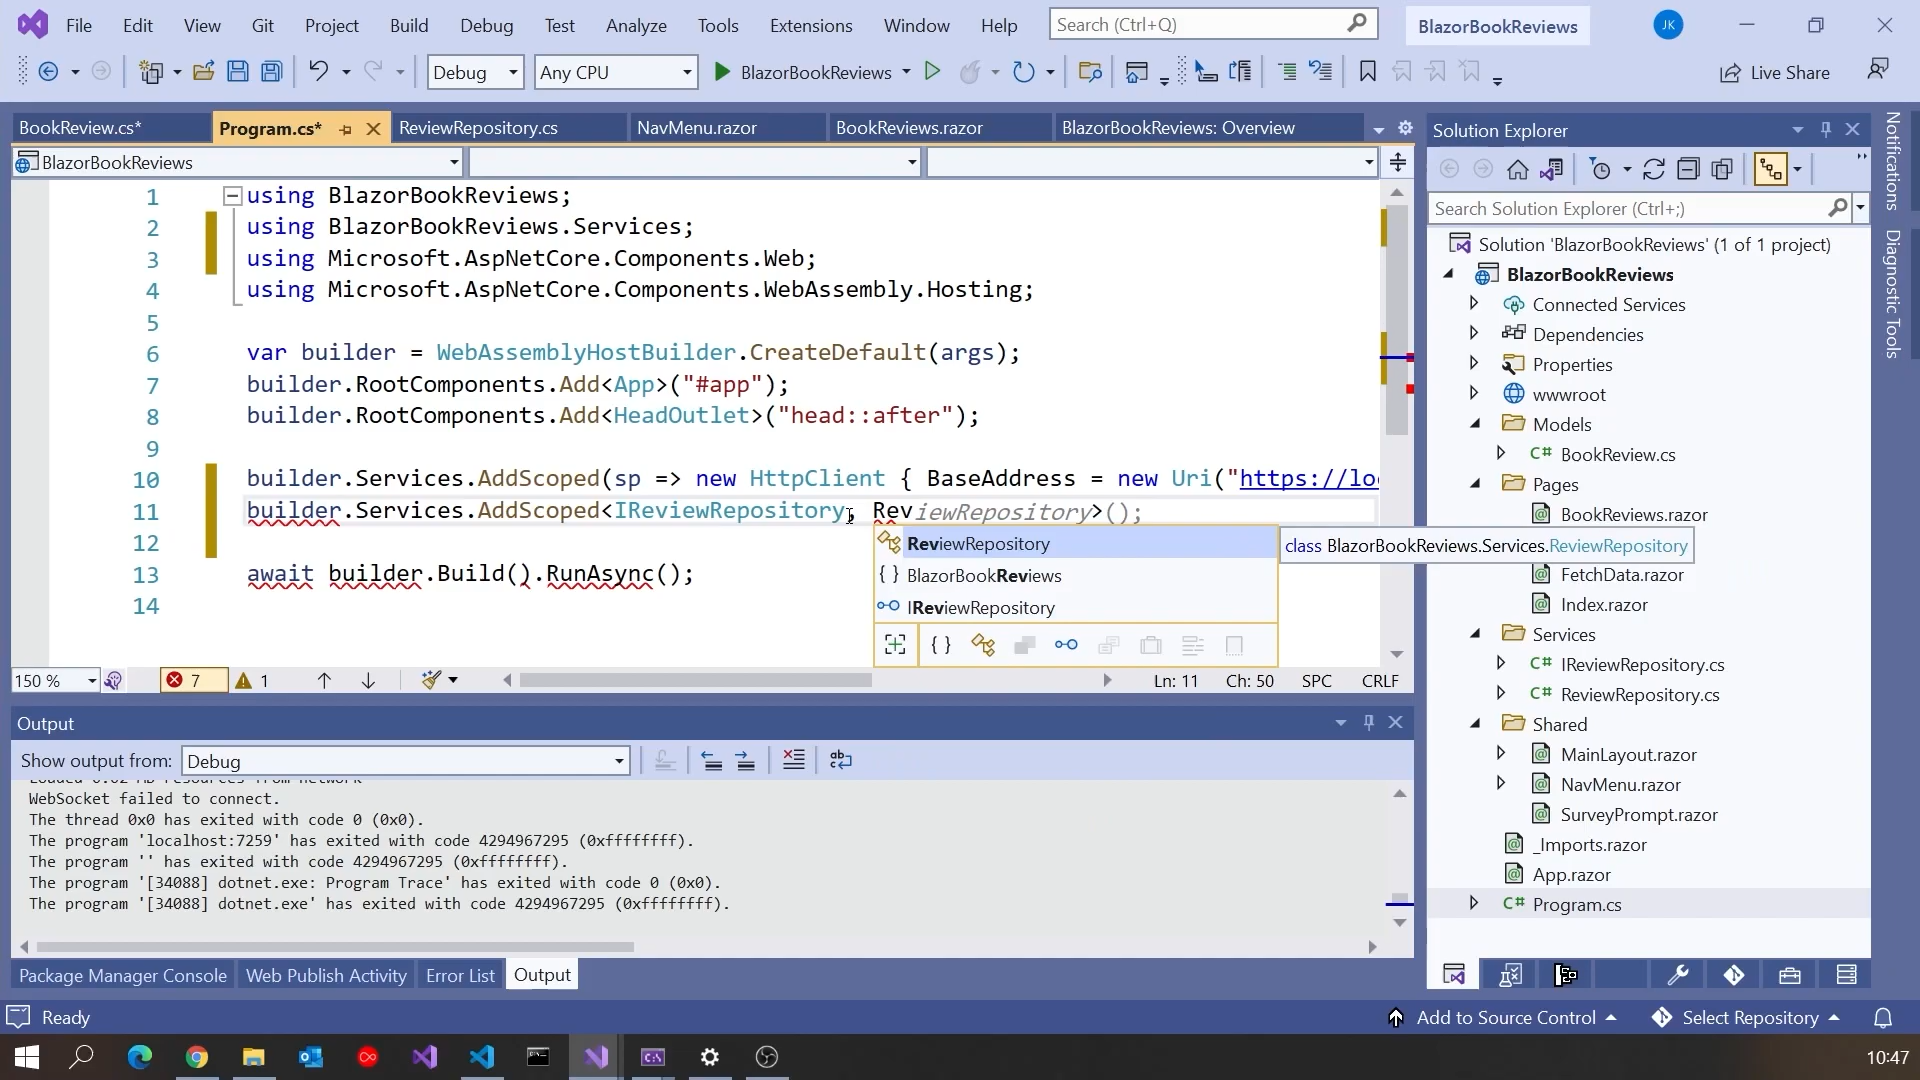 File Edit View Git Project Build Debug Test Analyze Tools Extensions Window Help Search (Ctrl+Q) BlazorBookReviews JK
Debug Any CPU BlazorBookReviews Live Share
BookReview.cs* Program.cs* ReviewRepository.cs NavMenu.razor BookReviews.razor BlazorBookReviews: Overview
BlazorBookReviews
1 using BlazorBookReviews;
2 using BlazorBookReviews.Services;
3 using Microsoft.AspNetCore.Components.Web;
4 using Microsoft.AspNetCore.Components.WebAssembly.Hosting;
5
6 var builder = WebAssemblyHostBuilder.CreateDefault(args);
7 builder.RootComponents.Add<App>("#app");
8 builder.RootComponents.Add<HeadOutlet>("head::after");
9
10 builder.Services.AddScoped(sp => new HttpClient { BaseAddress = new Uri("https://lo
11 builder.Services.AddScoped<IReviewRepository, ReviewRepository>();
12
13 await builder.Build().RunAsync();
14
ReviewRepository
{ } BlazorBookReviews
IReviewRepository
class BlazorBookReviews.Services.ReviewRepository
150 % 7 1 Ln: 11 Ch: 50 SPC CRLF
Output
Show output from: Debug
WebSocket failed to connect.
The thread 0x0 has exited with code 0 (0x0).
The program 'localhost:7259' has exited with code 4294967295 (0xffffffff).
The program '' has exited with code 4294967295 (0xffffffff).
The program '[34088] dotnet.exe: Program Trace' has exited with code 0 (0x0).
The program '[34088] dotnet.exe' has exited with code 4294967295 (0xffffffff).
Package Manager Console Web Publish Activity Error List Output
Solution Explorer
Search Solution Explorer (Ctrl+;)
Solution 'BlazorBookReviews' (1 of 1 project)
BlazorBookReviews
Connected Services
Dependencies
Properties
wwwroot
Models
C# BookReview.cs
Pages
BookReviews.razor
FetchData.razor
Index.razor
Services
C# IReviewRepository.cs
C# ReviewRepository.cs
Shared
MainLayout.razor
NavMenu.razor
SurveyPrompt.razor
_Imports.razor
App.razor
C# Program.cs
Notifications
Diagnostic Tools
Ready Add to Source Control Select Repository
10:47